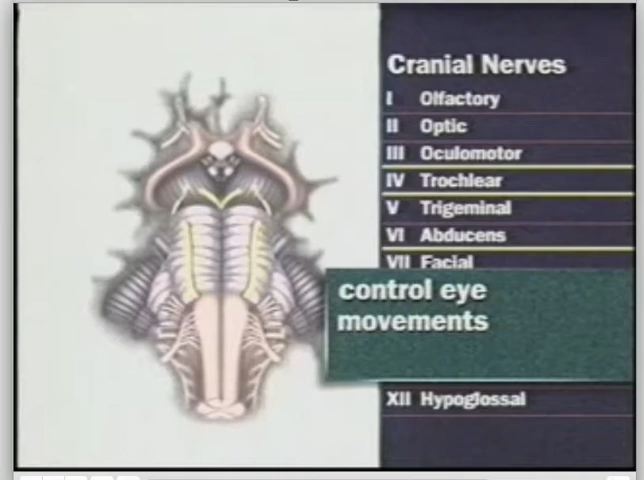 Cranial Nerves
I Olfactory
II Optic
III Oculomotor
IV Trochlear
V Trigeminal
VI Abducens
VII Facial
control eye
movements
XII Hypoglossal